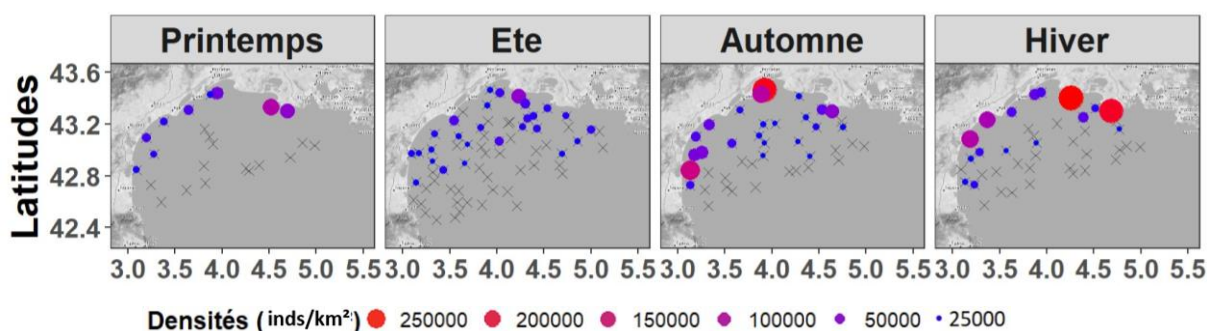 Printemps Ete Automne Hiver
Latitudes
43.6
43.2
42.8
42.4
3.0 3.5 4.0 4.5 5.0 5.5 3.0 3.5 4.0 4.5 5.0 5.5 3.0 3.5 4.0 4.5 5.0 5.5 3.0 3.5 4.0 4.5 5.0 5.5
Densités (inds/km²) 250000 200000 150000 100000 50000 25000